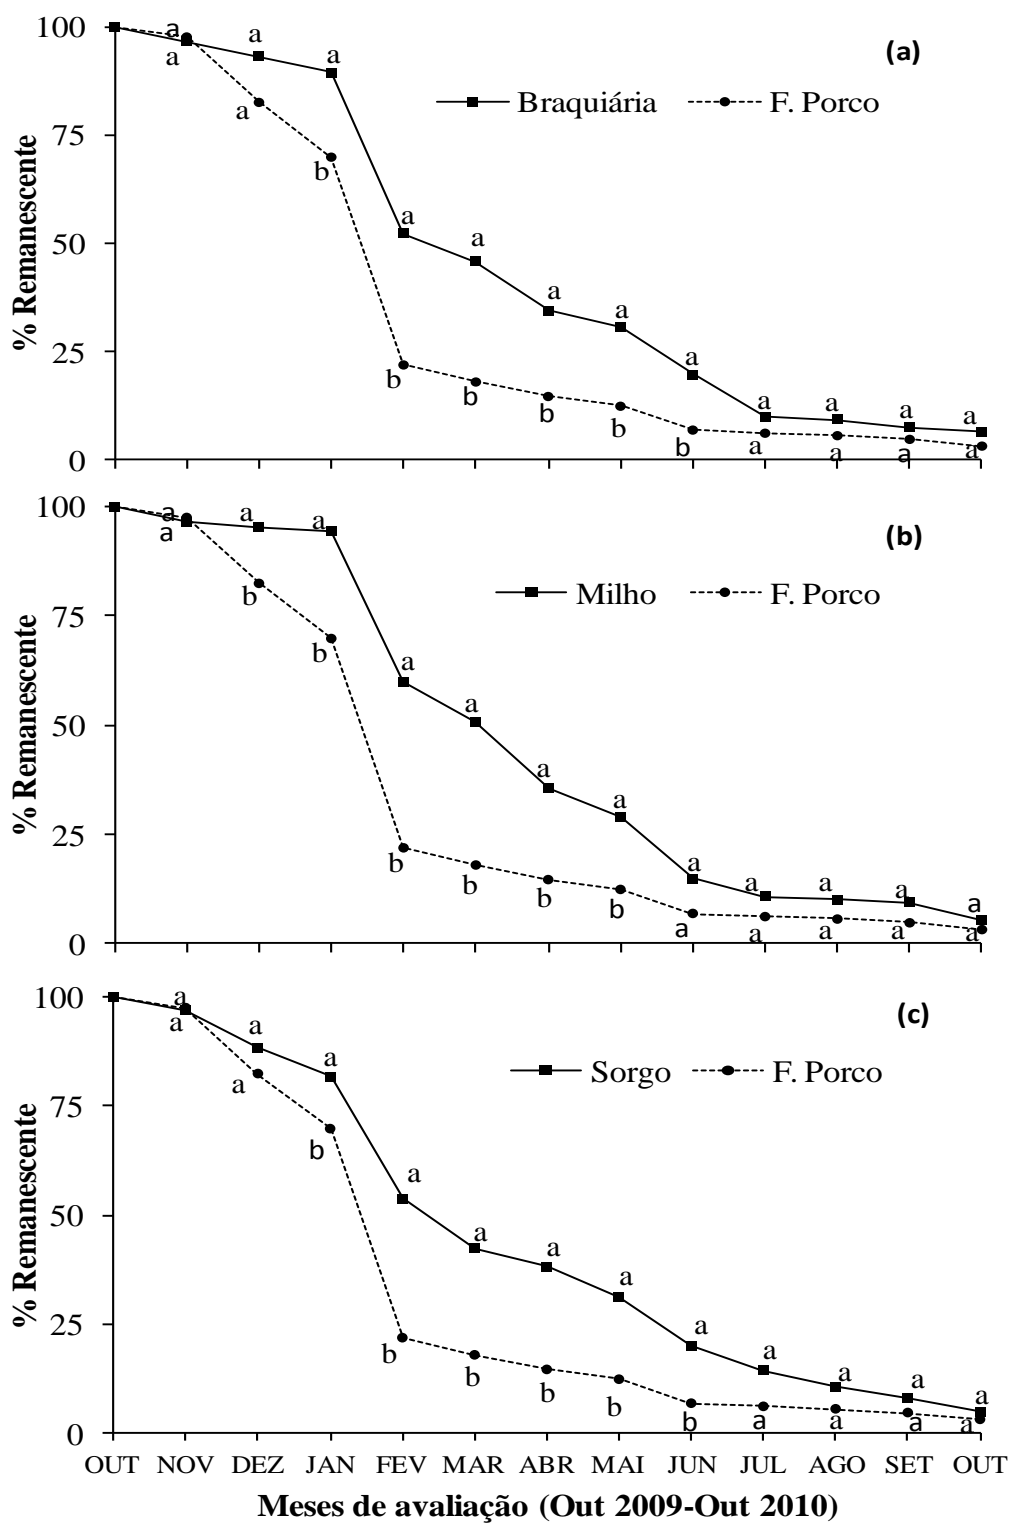 100
a a a a
(a)
Braquiária F. Porco
a
75
b
% Remanescente
a a
50
a a
25
a
b b b b b
a a a a
a a a a
0
100
a a a
a
(b)
Milho F. Porco
b
75
b
% Remanescente
a a
50
a a
25
a a a a a
b b b b
a a a a a
0
100
a a
a a
(c)
Sorgo F. Porco
a
75
b
% Remanescente
a
50
a a a
25
a a a a a
b b b b b
a a a a
0
OUT NOV DEZ JAN FEV MAR ABR MAI JUN JUL AGO SET OUT
Meses de avaliação (Out 2009-Out 2010)